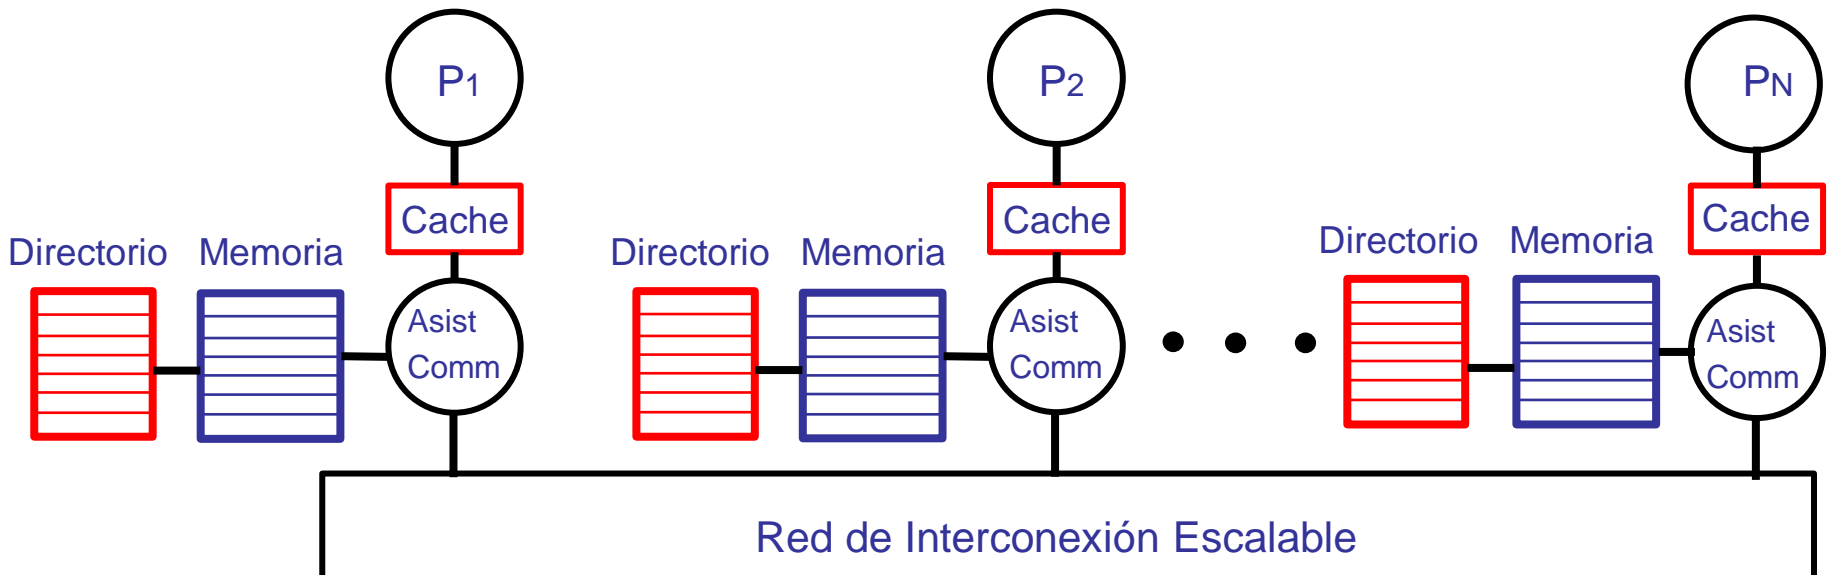 P1
P2
PN
Cache
Cache
Cache
Directorio Memoria
Directorio Memoria
Directorio Memoria
Asist
Comm
Asist
Comm
Asist
Comm
Red de Interconexión Escalable